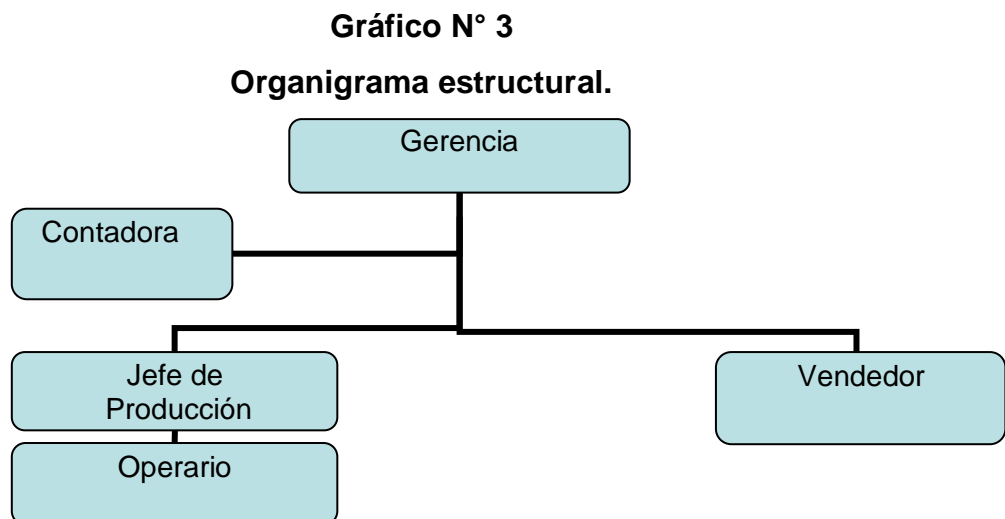 Gráfico N° 3
Organigrama estructural.
Gerencia
Contadora
Jefe de
Producción
Vendedor
Operario